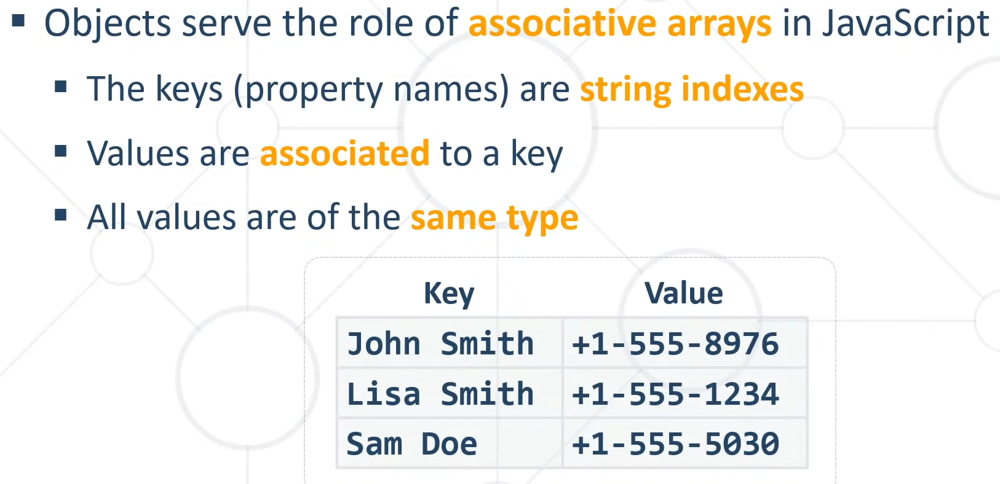 ▪ Objects serve the role of associative arrays in JavaScript
▪ The keys (property names) are string indexes
▪ Values are associated to a key
▪ All values are of the same type
Key Value
John Smith +1-555-8976
Lisa Smith +1-555-1234
Sam Doe +1-555-5030